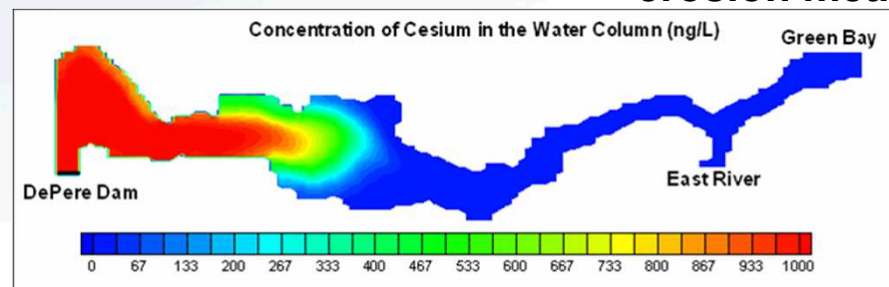 Concentration of Cesium in the Water Column (ng/L)
Green Bay
DePere Dam
East River
0 67 133 200 267 333 400 467 533 600 667 733 800 867 933 1000